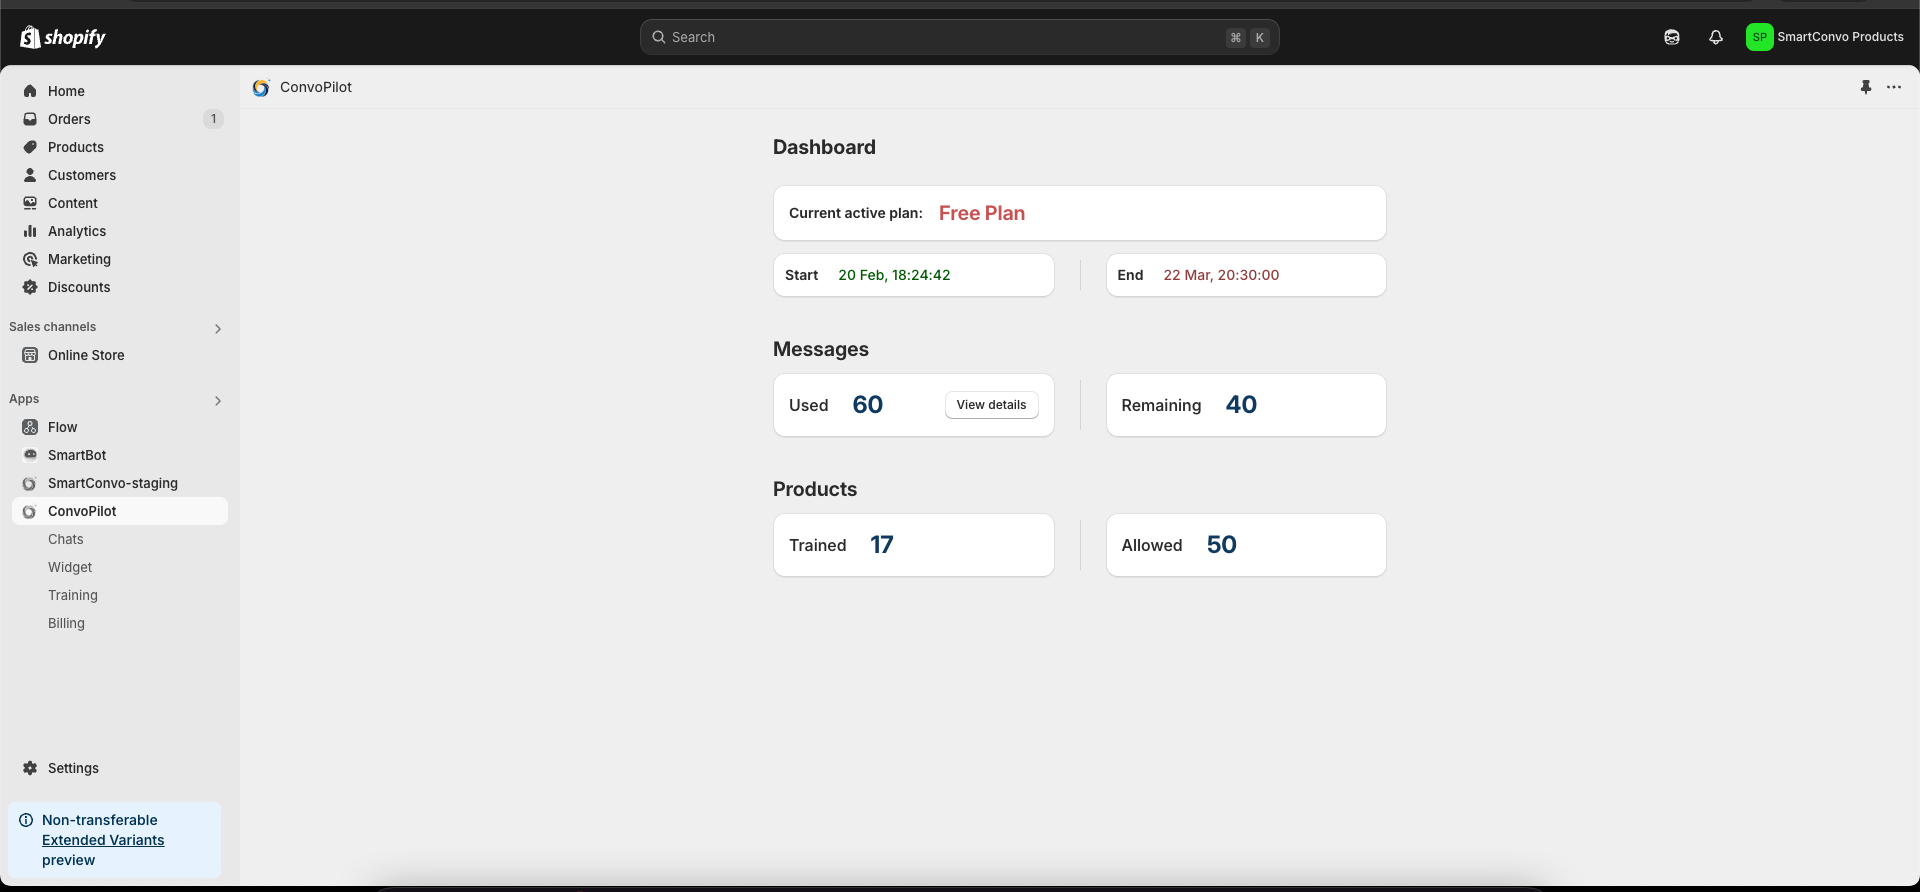 shopify
Search
⌘ K
SP
SmartConvo Products
Home
Orders
1
Products
Customers
Content
Analytics
Marketing
Discounts
Sales channels
Online Store
Apps
Flow
SmartBot
SmartConvo-staging
ConvoPilot
Chats
Widget
Training
Billing
Settings
Non-transferable
Extended Variants
preview
ConvoPilot
Dashboard
Current active plan: Free Plan
Start 20 Feb, 18:24:42
End 22 Mar, 20:30:00
Messages
Used 60 View details
Remaining 40
Products
Trained 17
Allowed 50